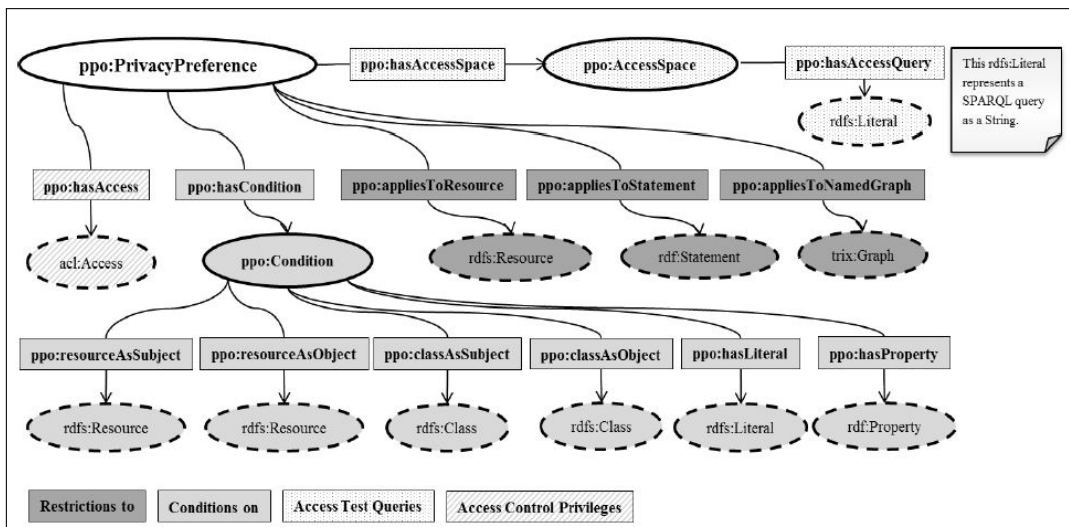 ppo:PrivacyPreference
ppo:hasAccessSpace
ppo:AccessSpace
ppo:hasAccessQuery
This rdfs:Literal
represents a
SPARQL query
as a String.
rdfs:Literal
ppo:hasAccess
ppo:hasCondition
ppo:appliesToResource
ppo:appliesToStatement
ppo:appliesToNamedGraph
acl:Access
ppo:Condition
rdfs:Resource
rdf:Statement
trix:Graph
ppo:resourceAsSubject
ppo:resourceAsObject
ppo:classAsSubject
ppo:classAsObject
ppo:hasLiteral
ppo:hasProperty
rdfs:Resource
rdfs:Resource
rdfs:Class
rdfs:Class
rdfs:Literal
rdf:Property
Restrictions to
Conditions on
Access Test Queries
Access Control Privileges